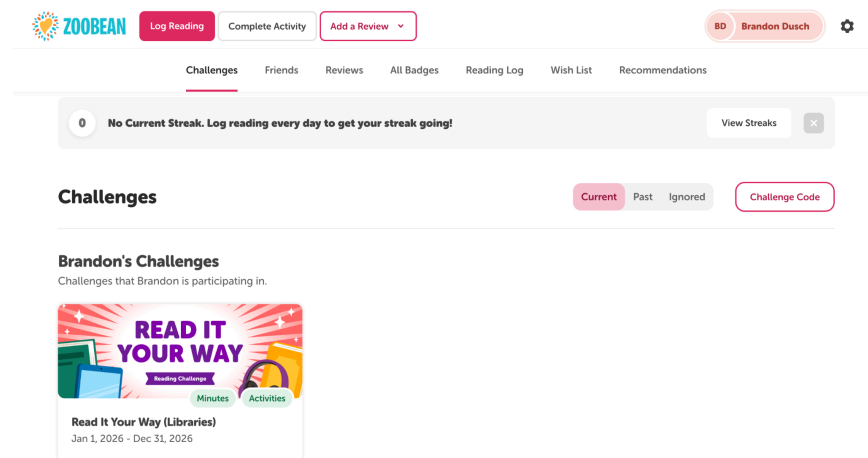 ZOOBEAN
Log Reading
Complete Activity
Add a Review
BD
Brandon Dusch
Challenges
Friends
Reviews
All Badges
Reading Log
Wish List
Recommendations
0
No Current Streak. Log reading every day to get your streak going!
View Streaks
Challenges
Current
Past
Ignored
Challenge Code
Brandon's Challenges
Challenges that Brandon is participating in.
READ IT
YOUR WAY
Reading Challenge
Minutes
Activities
Read It Your Way (Libraries)
Jan 1, 2026 - Dec 31, 2026